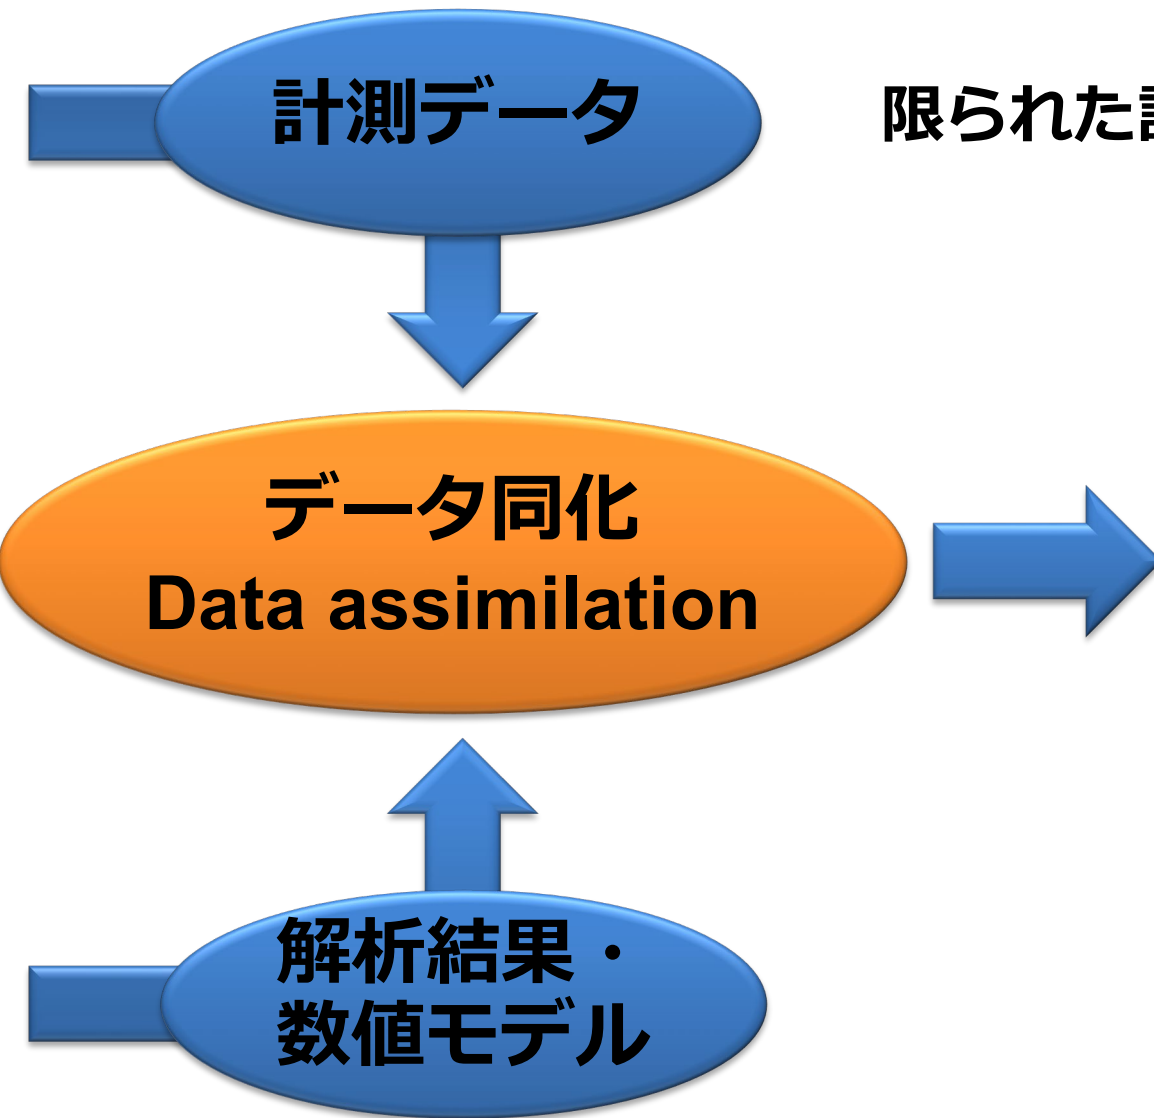 計測データ
限られた
データ同化
Data assimilation
解析結果・
数値モデル